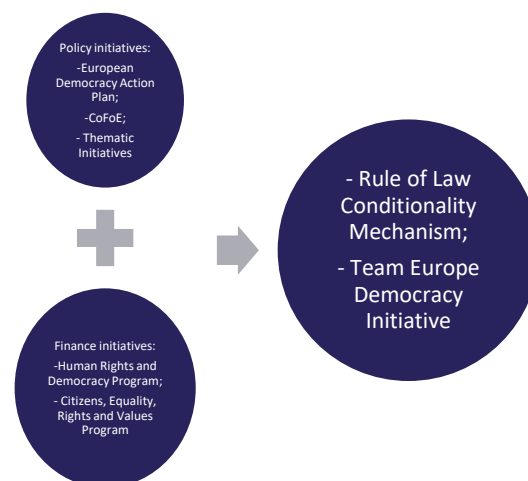 Policy initiatives:
-European
Democracy Action
Plan;
-CoFoE;
- Thematic
Initiatives
- Rule of Law
Conditionality
Mechanism;
- Team Europe
Democracy
Initiative
Finance initiatives:
-Human Rights and
Democracy Program;
- Citizens, Equality,
Rights and Values
Program